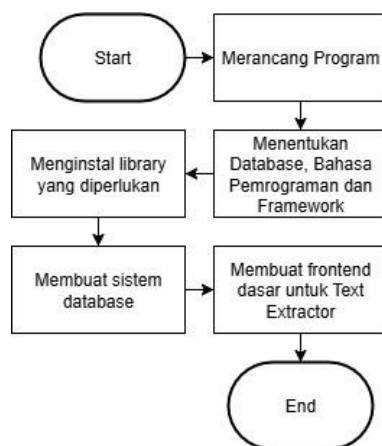 Start
Merancang Program
Menentukan
Database, Bahasa
Pemrograman dan
Framework
Menginstal library
yang diperlukan
Membuat sistem
database
Membuat frontend
dasar untuk Text
Extractor
End